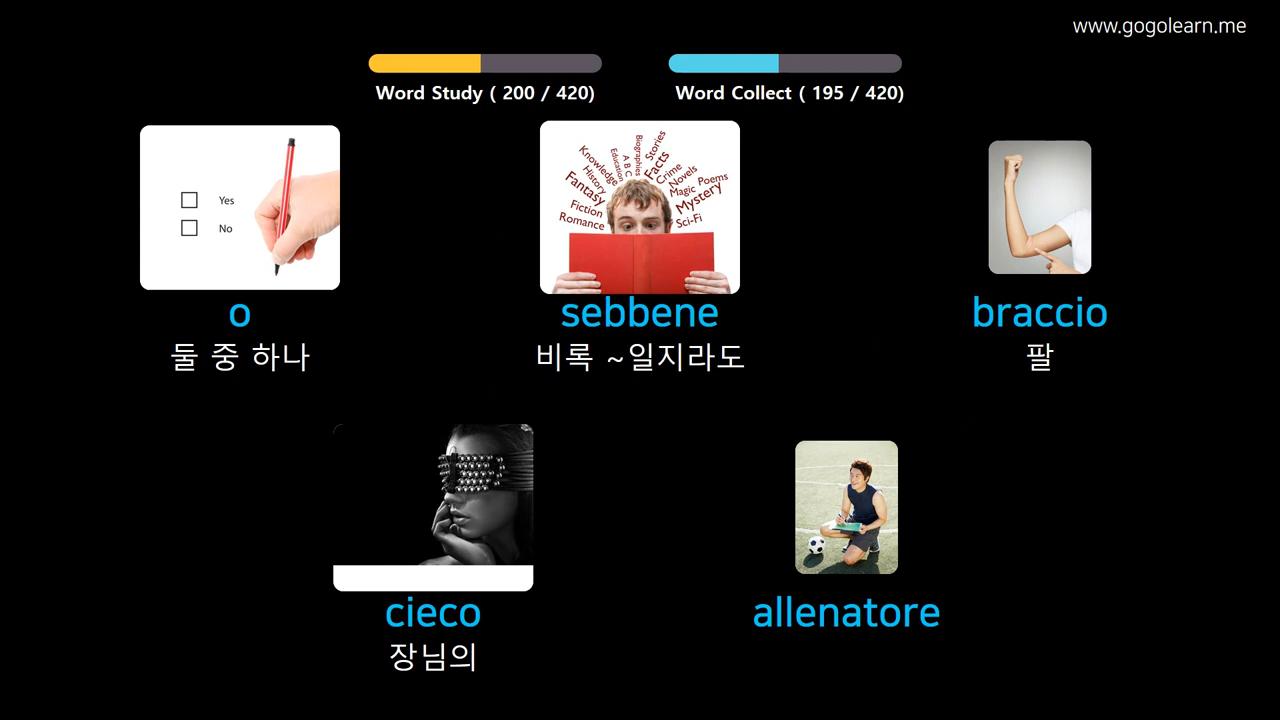 www.gogolearn.me
Word Study ( 200 / 420)
Word Collect ( 195 / 420)
Yes
No
Knowledge
History
Fantasy
Fiction
Romance
Education
A B C
Biographies
Stories
Facts
Crime
Novels
Magic
Poems
Mystery
Sci-Fi
o
둘 중 하나
sebbene
비록 ~일지라도
braccio
팔
cieco
장님의
allenatore